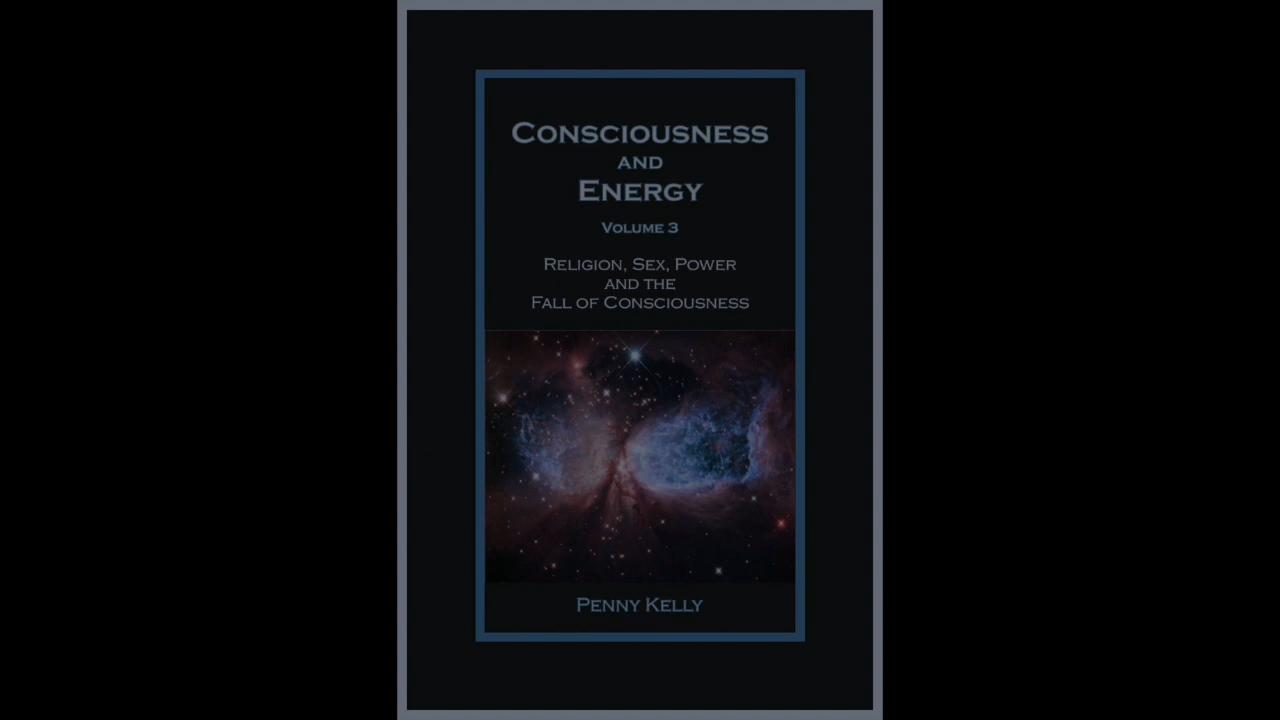 Consciousness
and
Energy
Volume 3
Religion, Sex, Power
and the
Fall of Consciousness
Penny Kelly